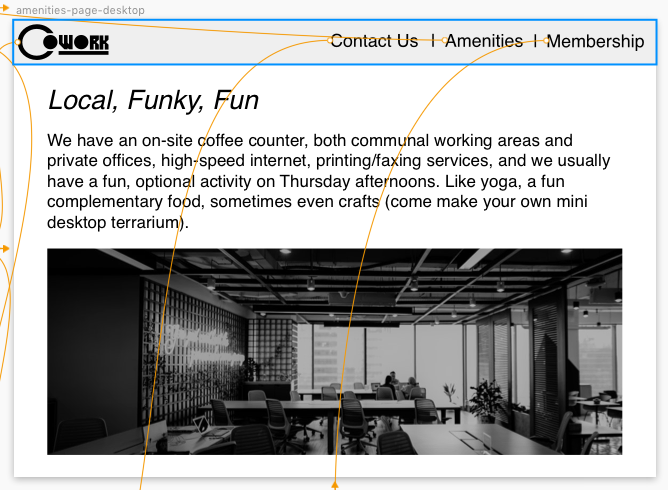 amenities-page-desktop
COWORK
Contact Us | Amenities | Membership
Local, Funky, Fun
We have an on-site coffee counter, both communal working areas and
private offices, high-speed internet, printing/faxing services, and we usually
have a fun, optional activity on Thursday afternoons. Like yoga, a fun
complementary food, sometimes even crafts (come make your own mini
desktop terrarium).